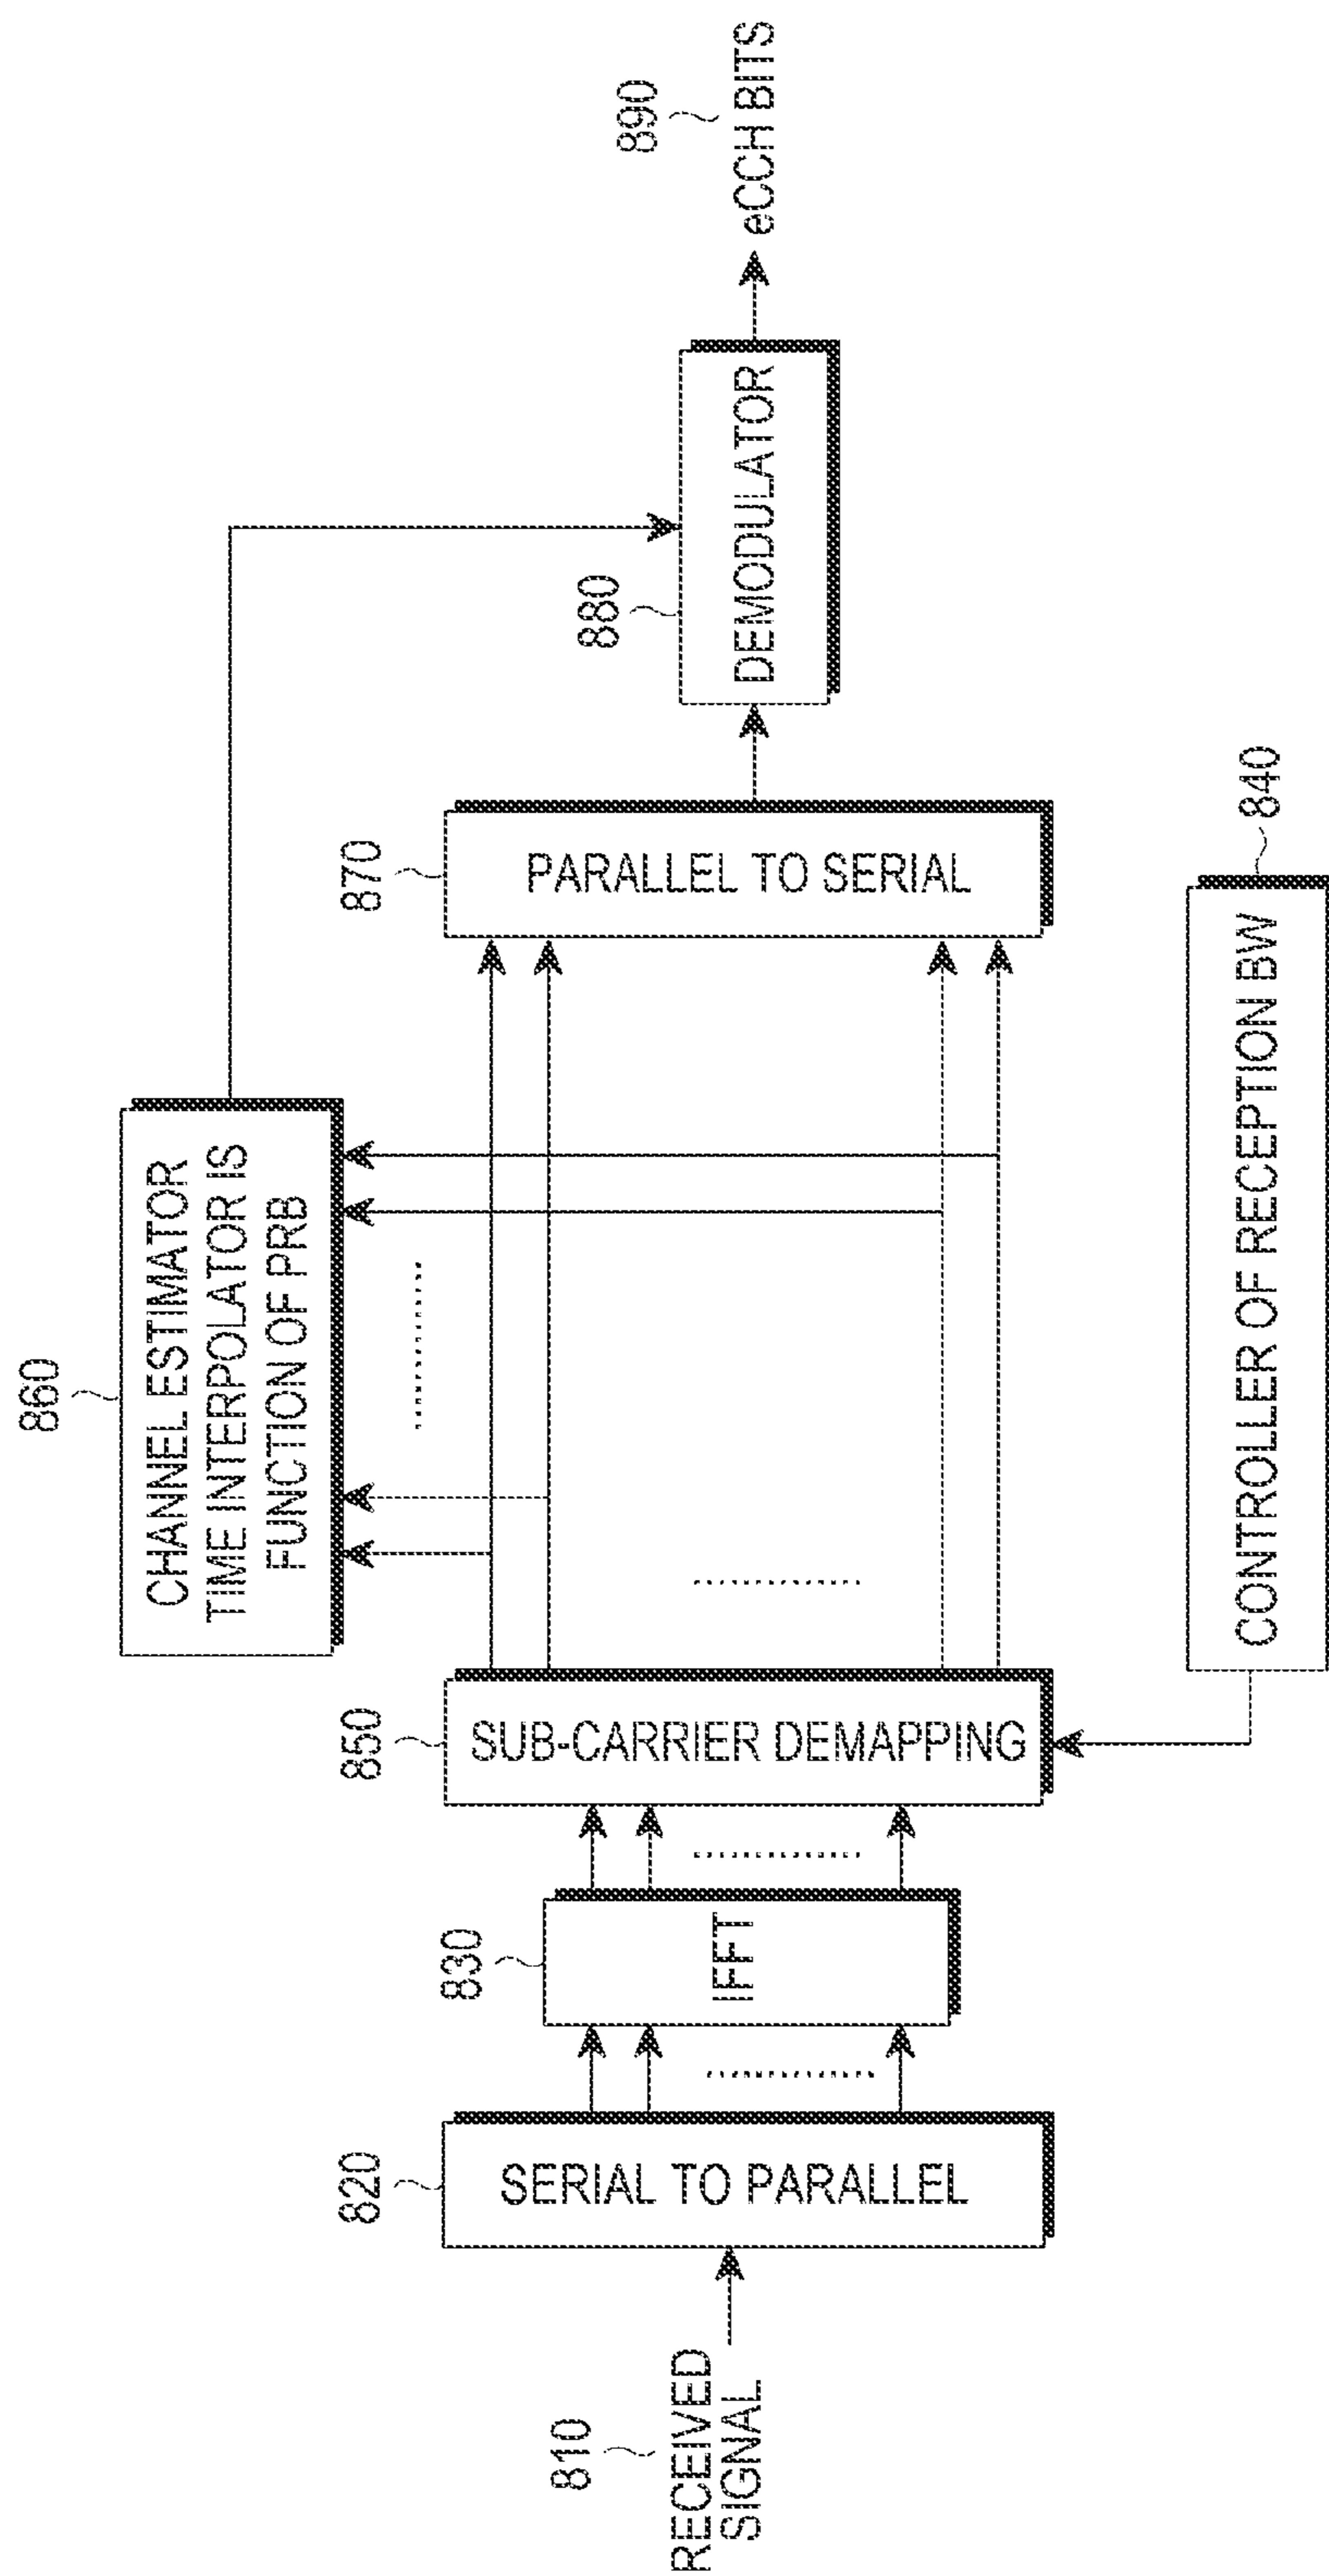 860
CHANNEL ESTIMATOR
TIME INTERPOLATOR IS
FUNCTION OF PRB
810
RECEIVED
SIGNAL
820
SERIAL TO PARALLEL
830
IFFT
850
SUB-CARRIER DEMAPPING
870
PARALLEL TO SERIAL
880
DEMODULATOR
890
eCCH BITS
840
CONTROLLER OF RECEPTION BW